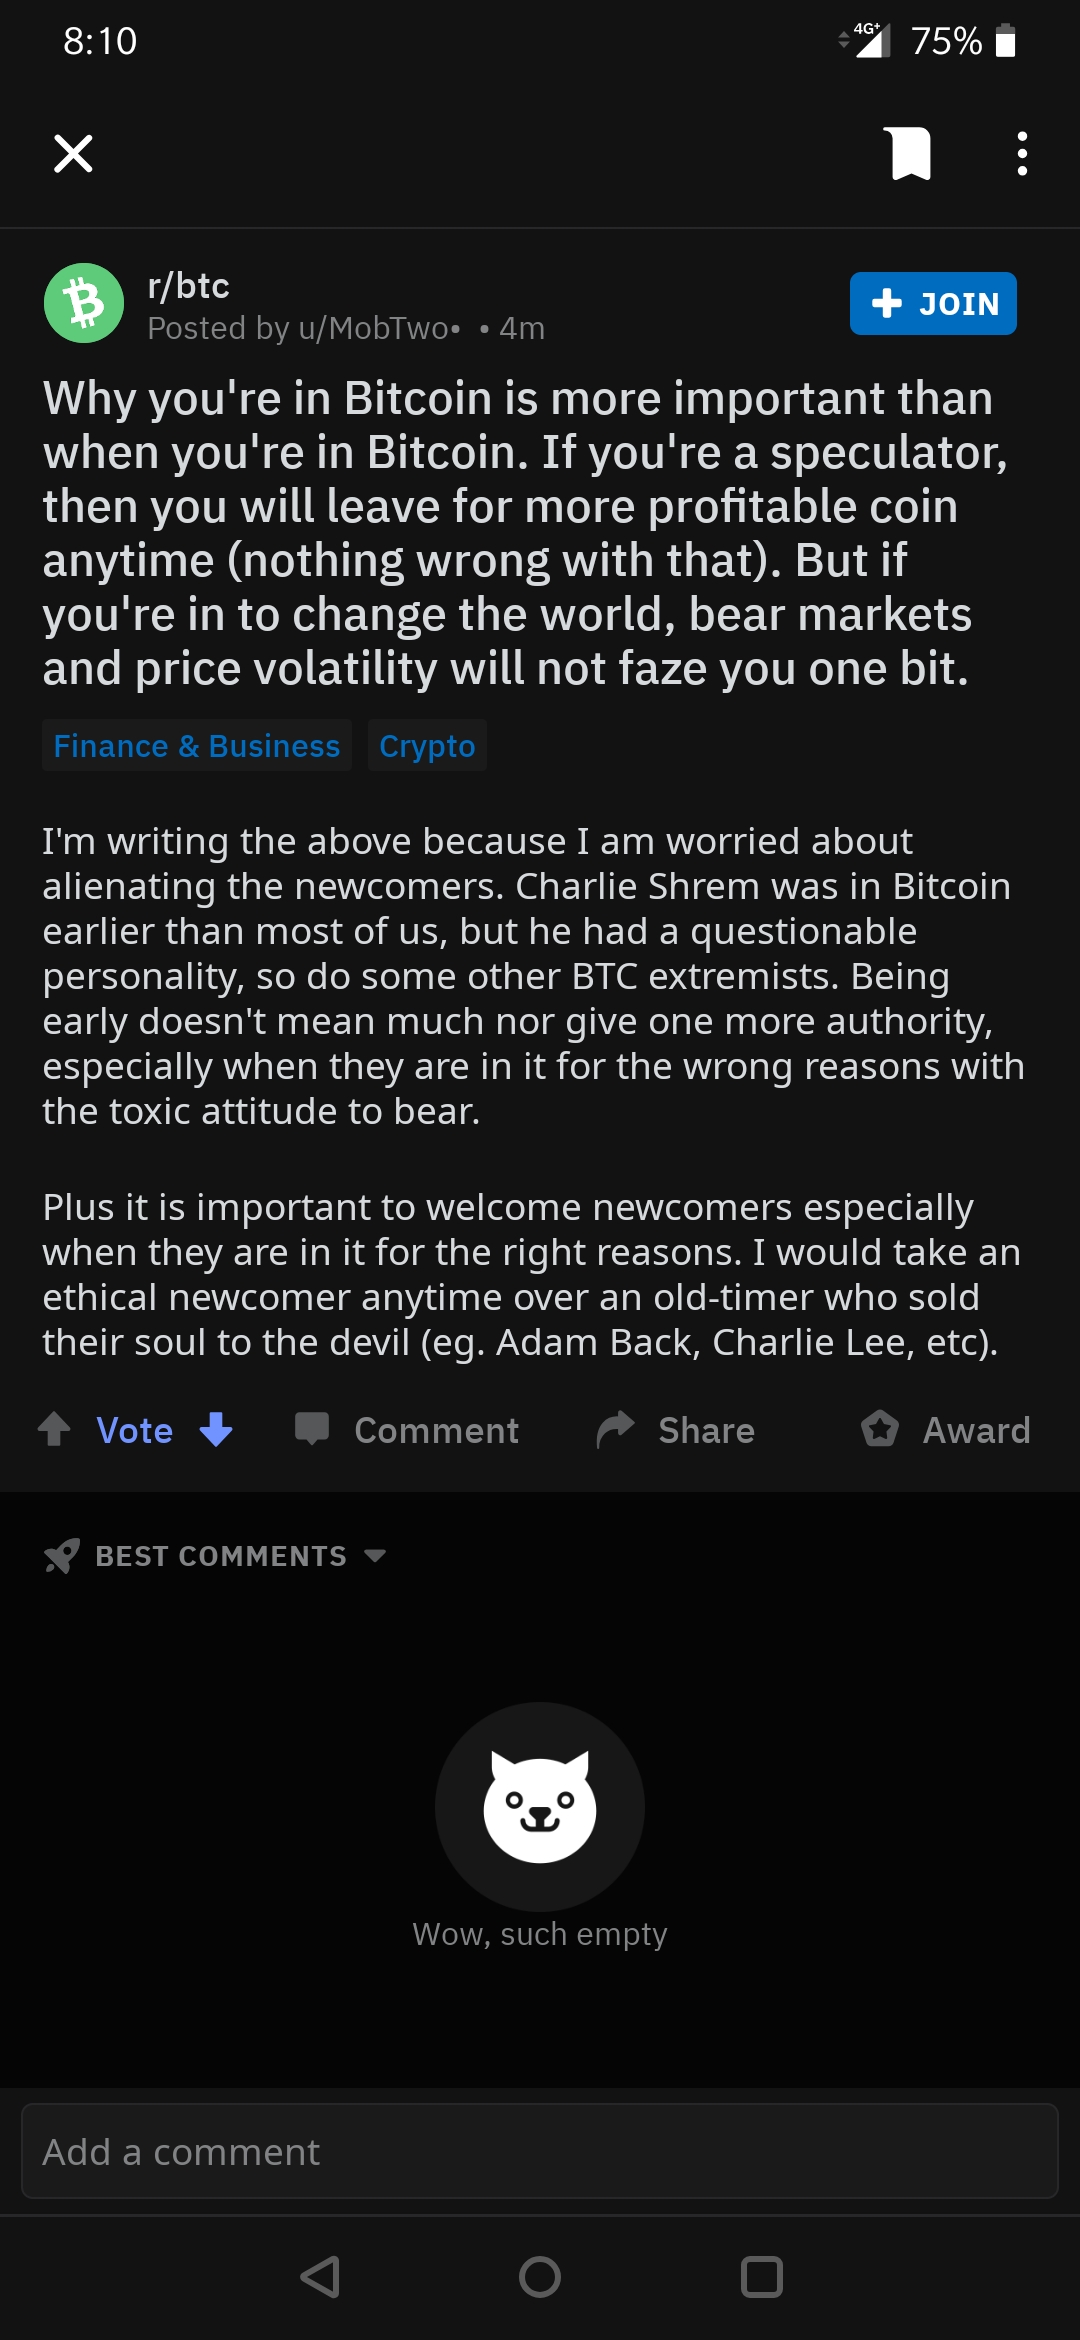 8:10
4G+ 75%
r/btc
Posted by u/MobTwo• • 4m
JOIN
Why you're in Bitcoin is more important than
when you're in Bitcoin. If you're a speculator,
then you will leave for more profitable coin
anytime (nothing wrong with that). But if
you're in to change the world, bear markets
and price volatility will not faze you one bit.
Finance & Business Crypto
I'm writing the above because I am worried about
alienating the newcomers. Charlie Shrem was in Bitcoin
earlier than most of us, but he had a questionable
personality, so do some other BTC extremists. Being
early doesn't mean much nor give one more authority,
especially when they are in it for the wrong reasons with
the toxic attitude to bear.
Plus it is important to welcome newcomers especially
when they are in it for the right reasons. I would take an
ethical newcomer anytime over an old-timer who sold
their soul to the devil (eg. Adam Back, Charlie Lee, etc).
Vote Comment Share Award
BEST COMMENTS
Wow, such empty
Add a comment